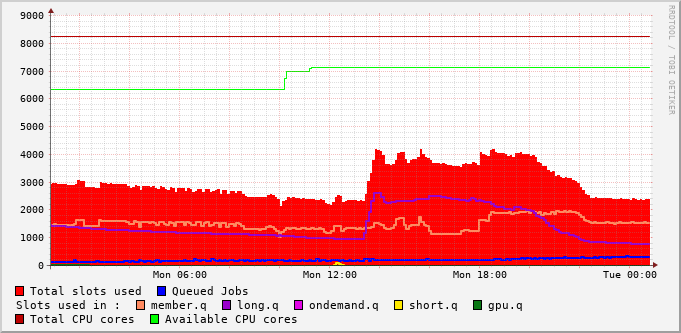 9000
8000
7000
6000
5000
4000
3000
2000
1000
0
Mon 06:00 Mon 12:00 Mon 18:00 Tue 00:00
RRDTOOL / TOBI OETIKER
Total slots used Queued Jobs
Slots used in : member.q long.q ondemand.q short.q gpu.q
Total CPU cores Available CPU cores